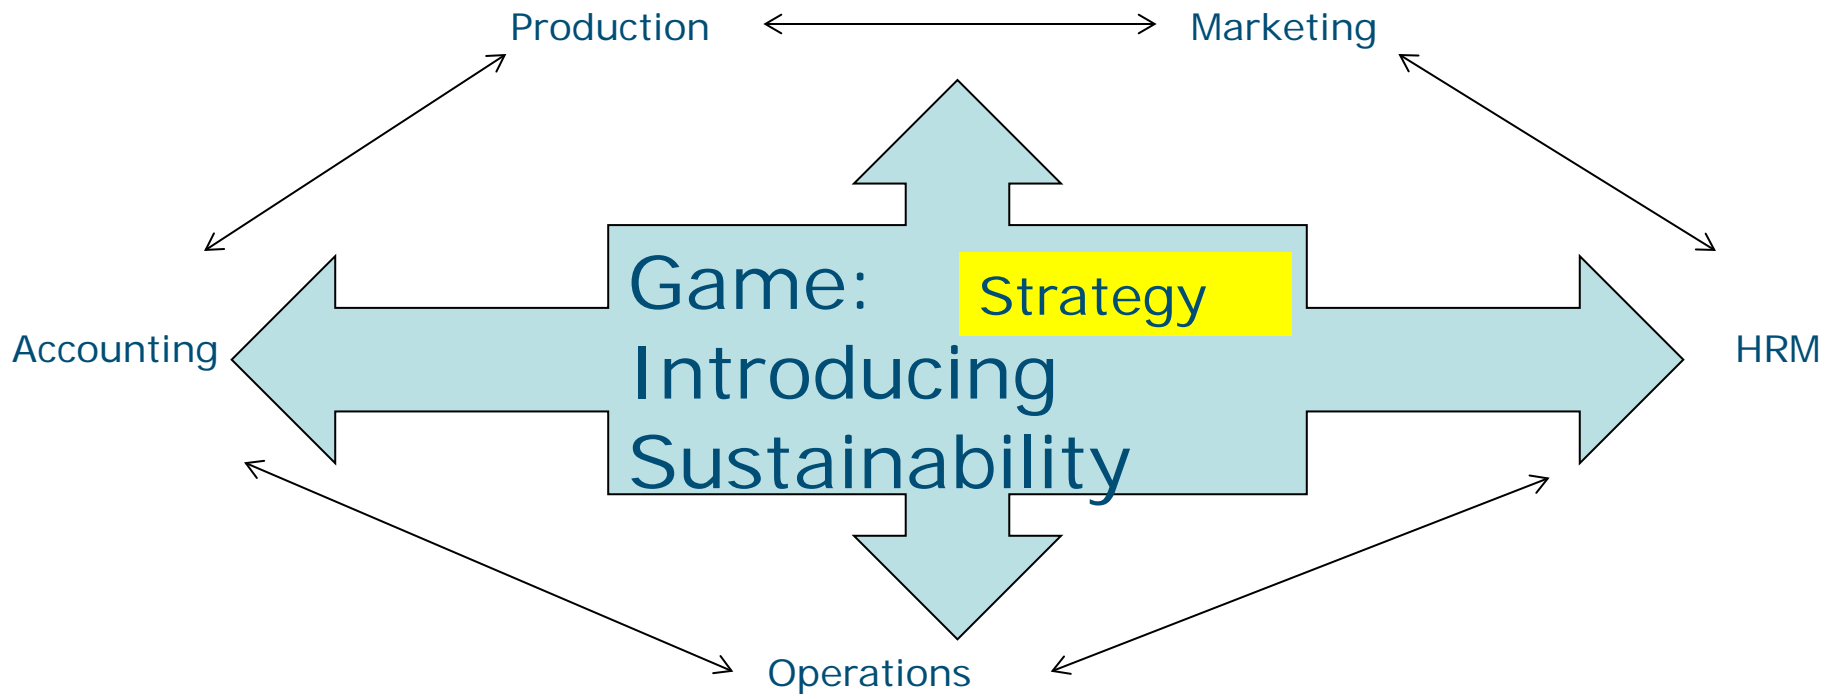 Production
Marketing
Game:
Strategy
Introducing
Sustainability
Accounting
HRM
Operations